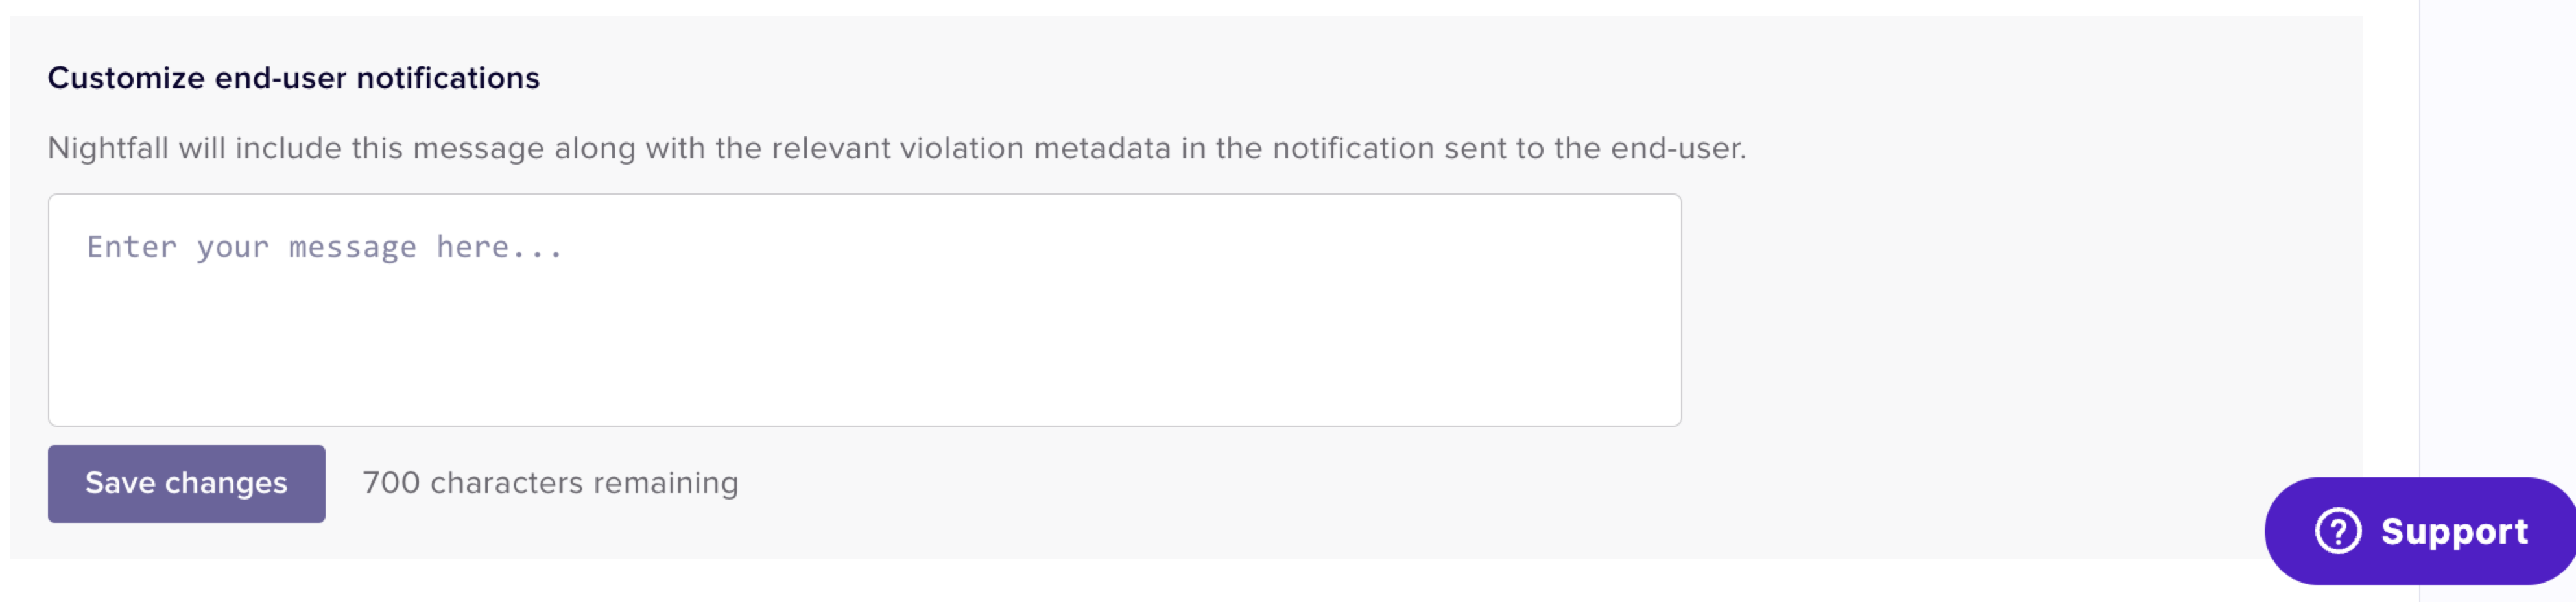 Customize end-user notifications
Nightfall will include this message along with the relevant violation metadata in the notification sent to the end-user.
Enter your message here...
Save changes
700 characters remaining
Support